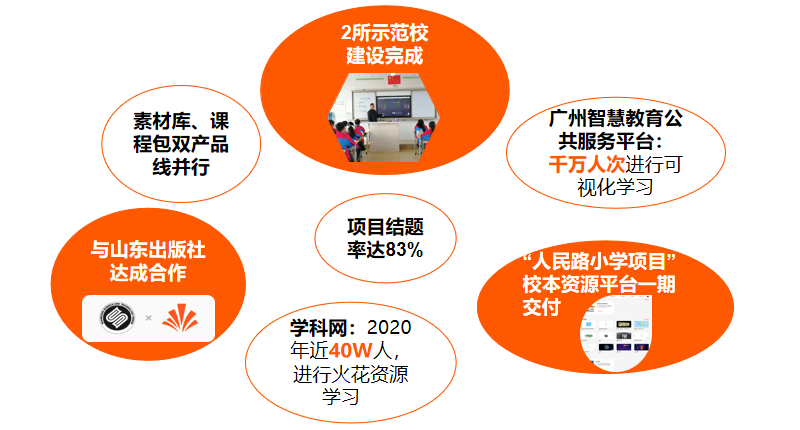 2所示范校
建设完成
素材库、课
程包双产品
线并行
广州智慧教育公
共服务平台：
千万人次进行可
视化学习
项目结题
率达83%
与山东出版社
达成合作
×
“人民路小学项目”
校本资源平台一期
交付
学科网：2020
年近40W人，
进行火花资源
学习